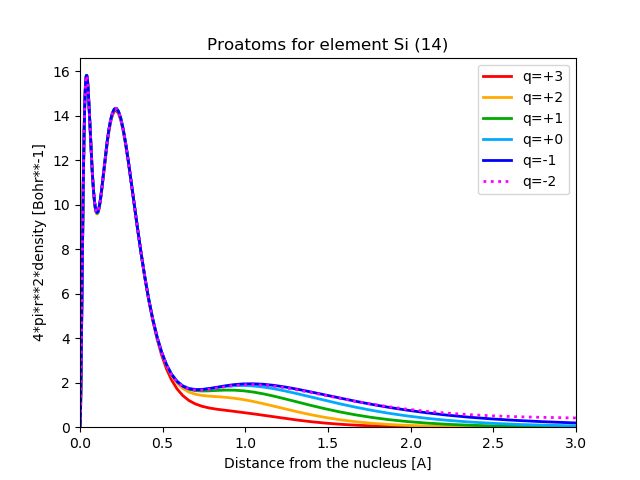 Proatoms for element Si (14)
4*pi*r**2*density [Bohr**-1]
16
14
12
10
8
6
4
2
0
q=+3
q=+2
q=+1
q=+0
q=-1
q=-2
0.0 0.5 1.0 1.5 2.0 2.5 3.0
Distance from the nucleus [A]